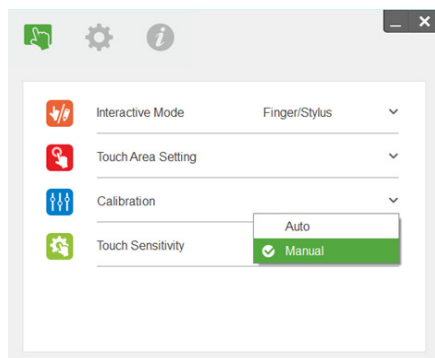 Interactive Mode Finger/Stylus
Touch Area Setting
Calibration
Auto
Touch Sensitivity
Manual